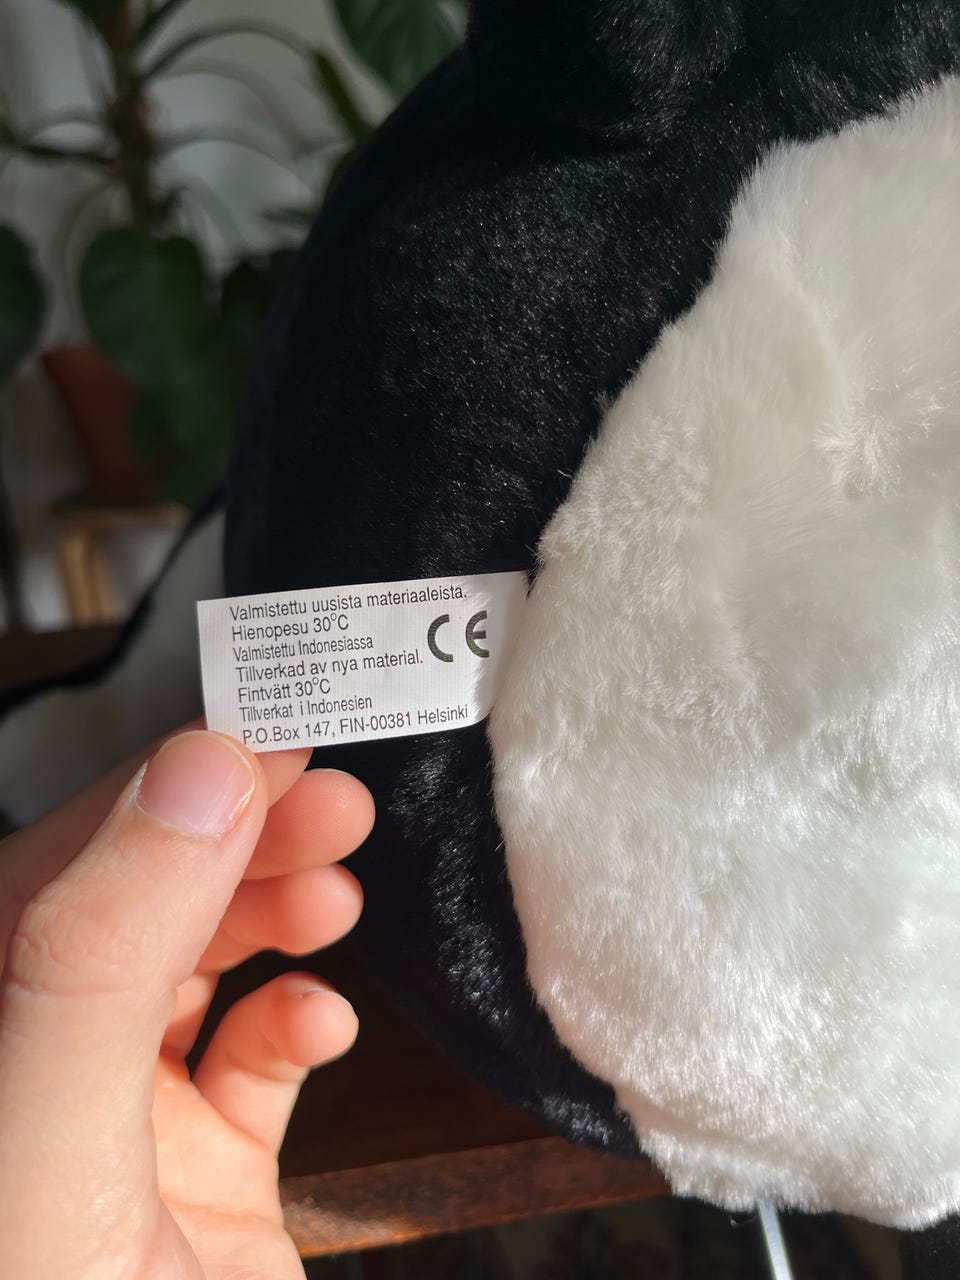 Valmistettu uusista materiaaleista.
Hienopesu 30°C
Valmistettu Indonesiassa
Tillverkad av nya material.
Fintvätt 30°C
Tillverkat i Indonesien
P.O.Box 147, FIN-00381 Helsinki
CE